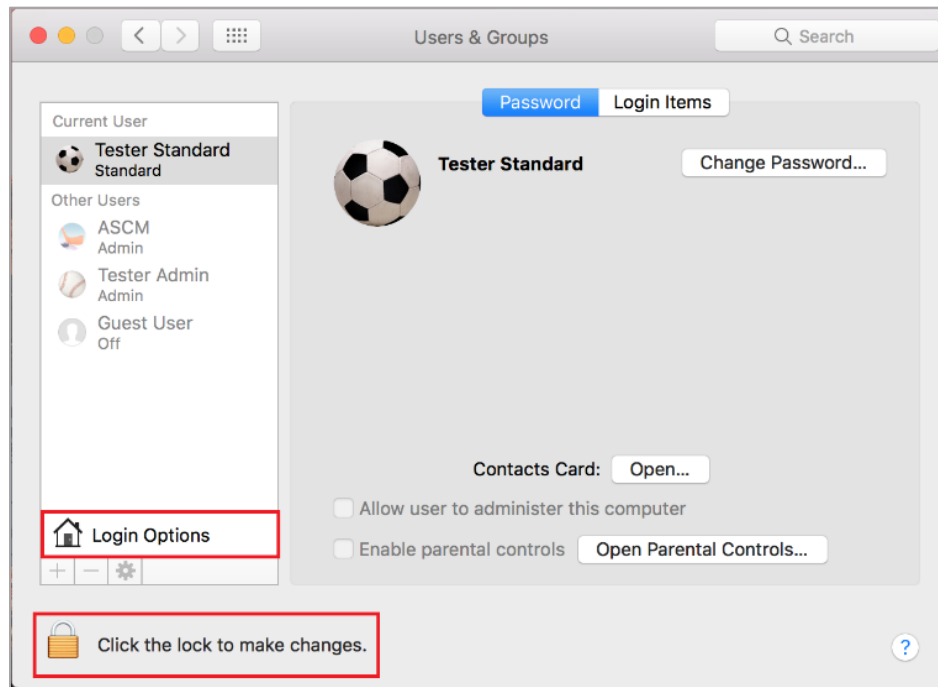 Users & Groups
Search
Password
Login Items
Current User
Tester Standard
Standard
Other Users
ASCM
Admin
Tester Admin
Admin
Guest User
Off
Login Options
Tester Standard
Change Password...
Contacts Card:
Open...
Allow user to administer this computer
Enable parental controls
Open Parental Controls...
Click the lock to make changes.
?